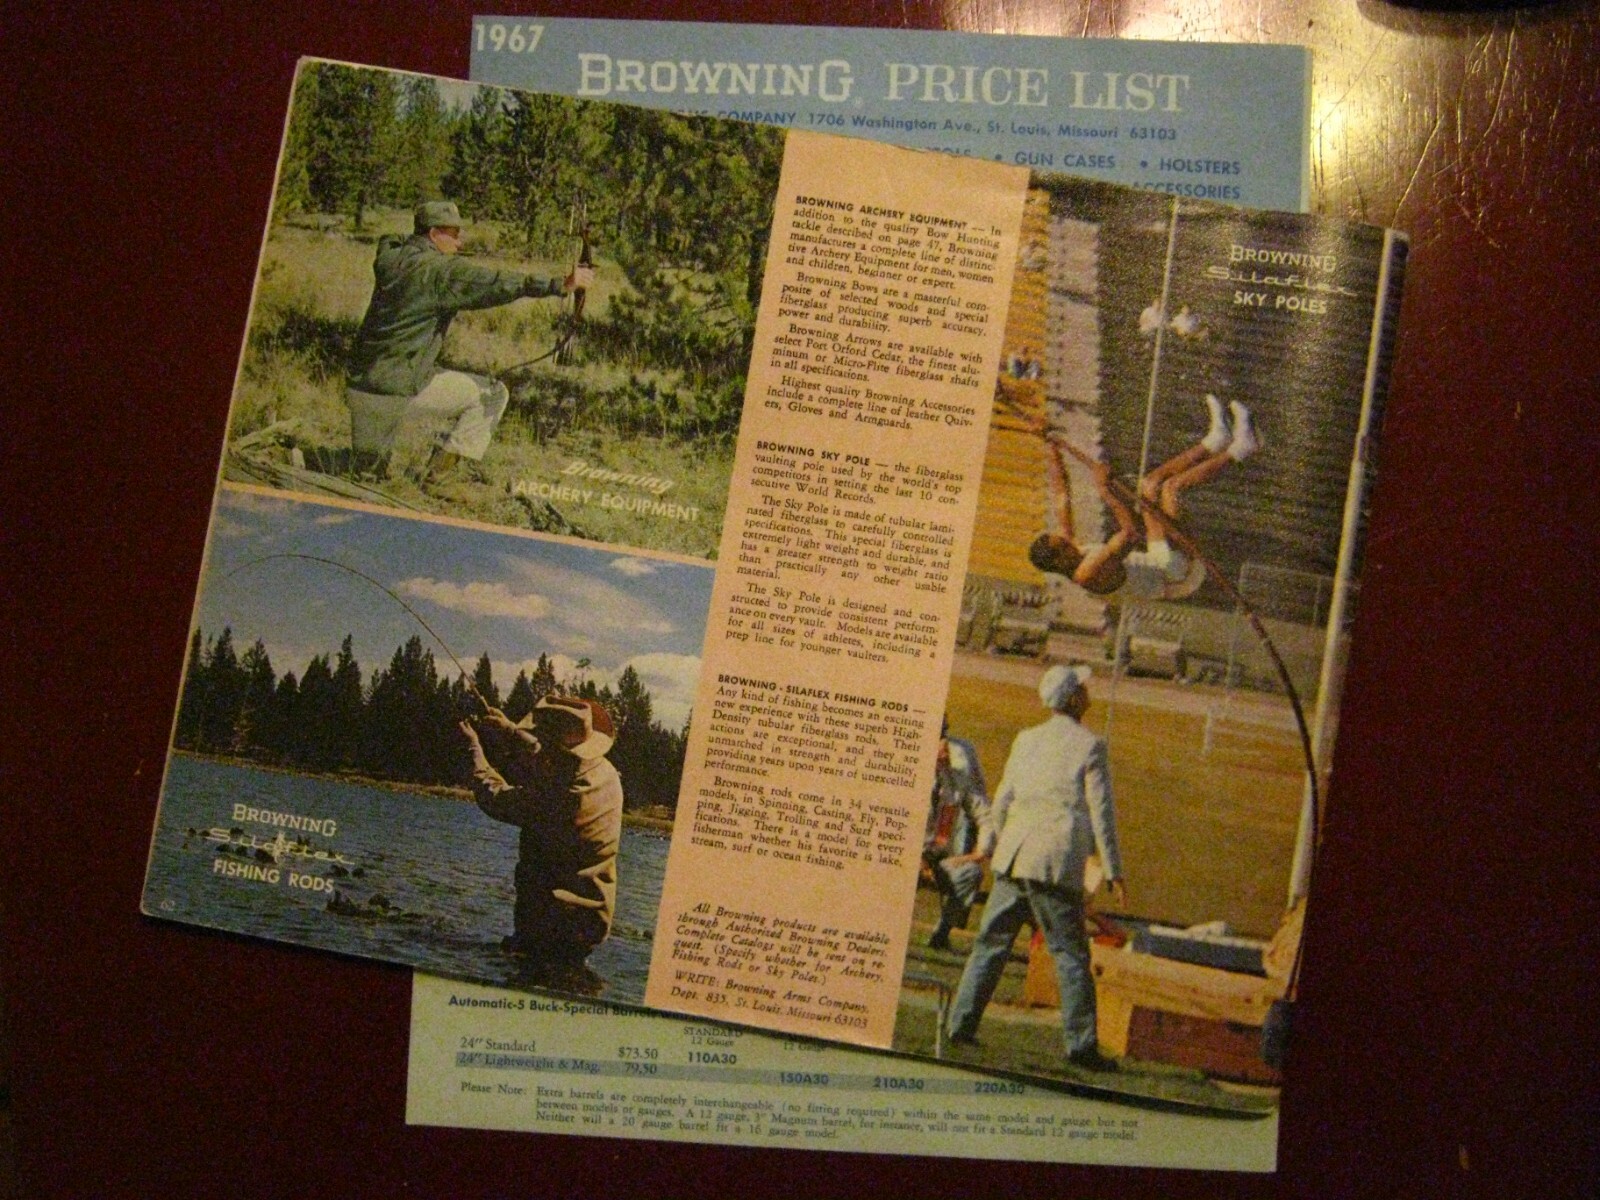 1967
BROWNING PRICE LIST
COMPANY 1706 Washington Ave., St. Louis, Missouri 63103
• GUN CASES • HOLSTERS
ACCESSORIES
Browning
ARCHERY EQUIPMENT
BROWNING
Silaflex
FISHING RODS
62
BROWNING ARCHERY EQUIPMENT — In
addition to the quality Bow Hunting
tackle described on page 47, Browning
manufactures a complete line of distinc-
tive Archery Equipment for men, women
and children, beginner or expert.
Browning Bows are a masterful com-
posite of selected woods and special
fiberglass producing superb accuracy,
power and durability.
Browning Arrows are available with
select Port Orford Cedar, the finest alu-
minum or Micro-Flite fiberglass shafts
in all specifications.
Highest quality Browning Accessories
include a complete line of leather Quiv-
ers, Gloves and Armguards.
BROWNING SKY POLE — the fiberglass
vaulting pole used by the world's top
competitors in setting the last 10 con-
secutive World Records.
The Sky Pole is made of tubular lami-
nated fiberglass to carefully controlled
specifications. This special fiberglass is
extremely light weight and durable, and
has a greater strength to weight ratio
than practically any other usable
material.
The Sky Pole is designed and con-
structed to provide consistent perform-
ance on every vault. Models are available
for all sizes of athletes, including a
prep line for younger vaulters.
BROWNING-SILAFLEX FISHING RODS —
Any kind of fishing becomes an exciting
new experience with these superb High-
Density tubular fiberglass rods. Their
actions are exceptional, and they are
unmarched in strength and durability,
providing years upon years of unexcelled
performance.
Browning rods come in 34 versatile
models, in Spinning, Casting, Fly, Pop-
ping, Jigging, Trolling and Surf speci-
fications. There is a model for every
fisherman whether his favorite is lake,
stream, surf or ocean fishing.
All Browning products are available
through Authorized Browning Dealers.
Complete Catalogs will be sent on re-
quest. (Specify whether for Archery,
Fishing Rods or Sky Poles.)
WRITE: Browning Arms Company,
Dept. 835, St. Louis, Missouri 63103
BROWNING
Silaflex
SKY POLES
Automatic-5 Buck-Special Barrels
STANDARD
12 Gauge
24" Standard $73.50 110A30
24" Lightweight & Mag. 79.50 150A30 210A30 220A30
Please Note: Extra barrels are completely interchangeable (no fitting required) within the same model and gauge but not
between models or gauges. A 12 gauge, 3" Magnum barrel, for instance, will not fit a Standard 12 gauge model.
Neither will a 20 gauge barrel fit a 16 gauge model.